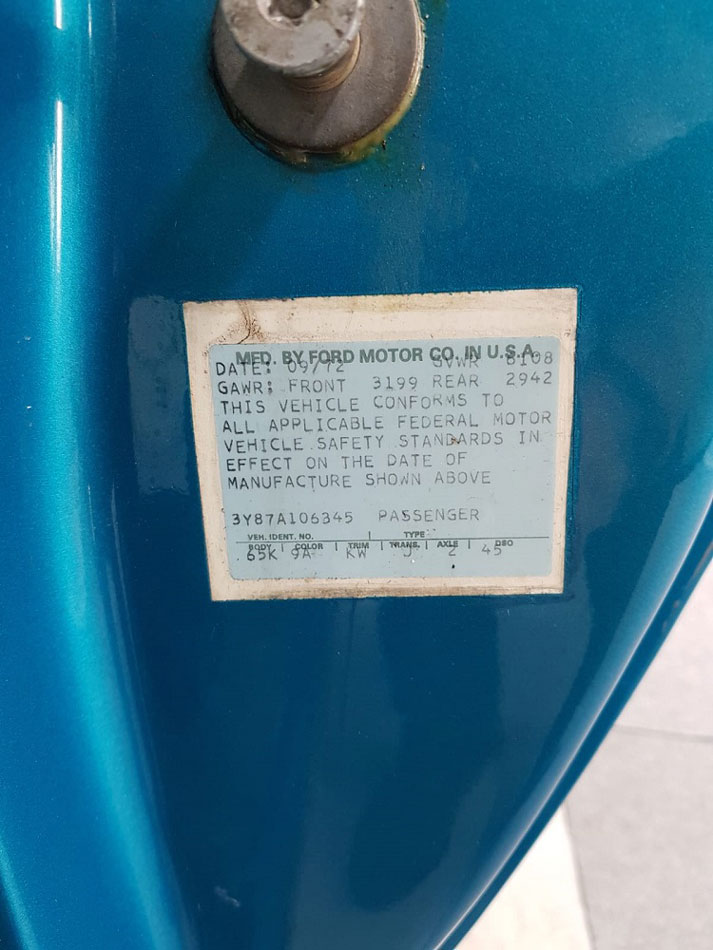 MFD. BY FORD MOTOR CO. IN U.S.A.
DATE: 09/72 GVWR 6108
GAWR: FRONT 3199 REAR 2942
THIS VEHICLE CONFORMS TO
ALL APPLICABLE FEDERAL MOTOR
VEHICLE SAFETY STANDARDS IN
EFFECT ON THE DATE OF
MANUFACTURE SHOWN ABOVE
3Y87A106345 PASSENGER
VEH. IDENT. NO. TYPE
BODY COLOR TRIM TRANS. AXLE DSO
65K 9A KW J 2 45